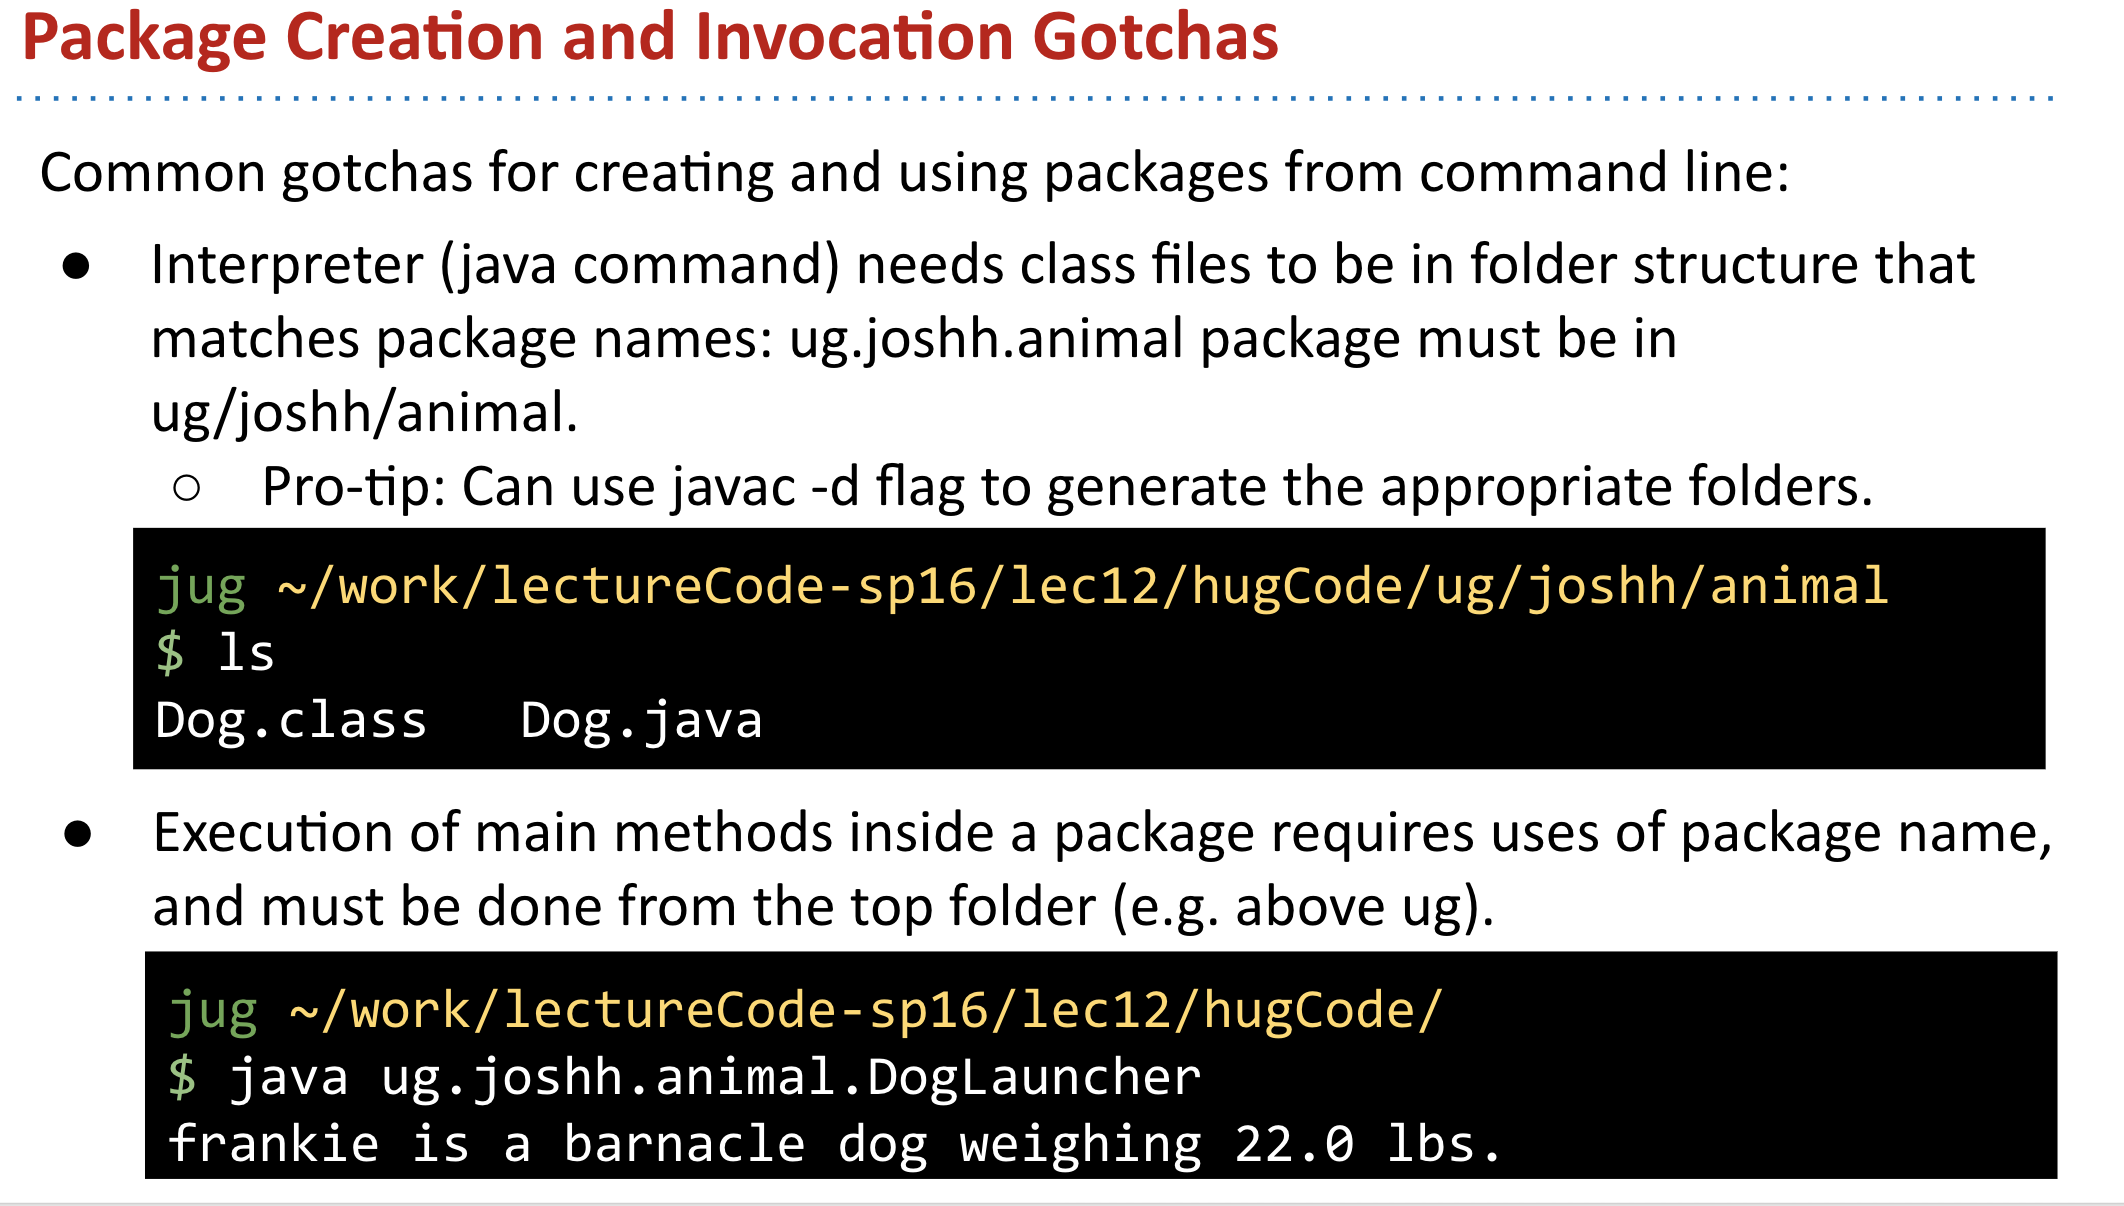 Package Creation and Invocation Gotchas
Common gotchas for creating and using packages from command line:
● Interpreter (java command) needs class files to be in folder structure that
matches package names: ug.joshh.animal package must be in
ug/joshh/animal.
○ Pro-tip: Can use javac -d flag to generate the appropriate folders.
jug ~/work/lectureCode-sp16/lec12/hugCode/ug/joshh/animal
$ ls
Dog.class   Dog.java
● Execution of main methods inside a package requires uses of package name,
and must be done from the top folder (e.g. above ug).
jug ~/work/lectureCode-sp16/lec12/hugCode/
$ java ug.joshh.animal.DogLauncher
frankie is a barnacle dog weighing 22.0 lbs.